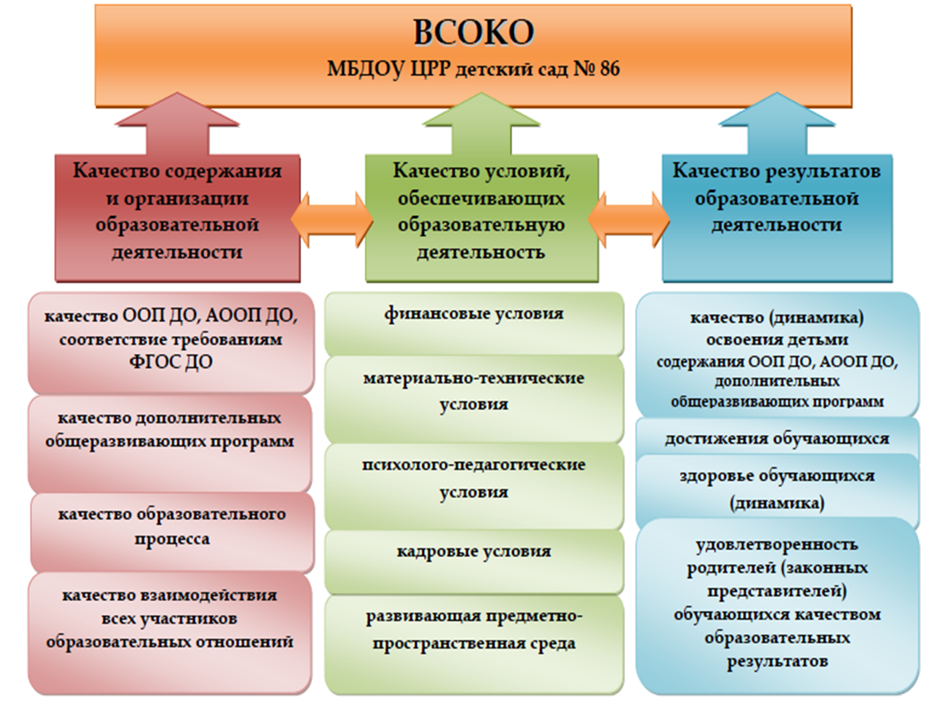 ВСОКО
МБДОУ ЦРР детский сад № 86
Качество содержания
и организации
образовательной
деятельности
Качество условий,
обеспечивающих
образовательную
деятельность
Качество результатов
образовательной
деятельности
качество ООП ДО, АООП ДО,
соответствие требованиям
ФГОС ДО
качество дополнительных
общеразвивающих программ
качество образовательного
процесса
качество взаимодействия
всех участников
образовательных отношений
финансовые условия
материально-технические
условия
психолого-педагогические
условия
кадровые условия
развивающая предметно-
пространственная среда
качество (динамика)
освоения детьми
содержания ООП ДО, АООП ДО,
дополнительных
общеразвивающих программ
достижения обучающихся
здоровье обучающихся
(динамика)
удовлетворенность
родителей (законных
представителей)
обучающихся качеством
образовательных
результатов